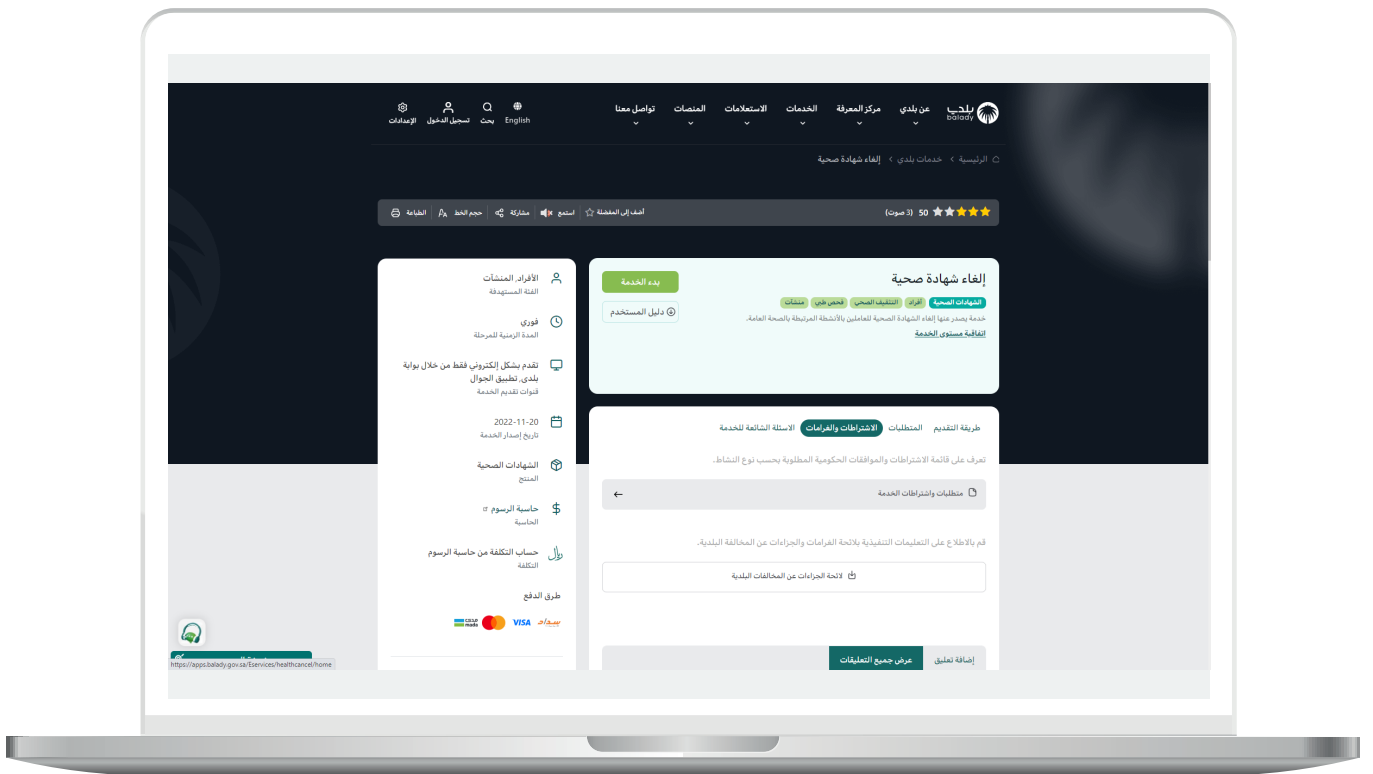 بلدي
balady
عن بلدي
مركز المعرفة
الخدمات
الاستعلامات
المنصات
تواصل معنا
English
بحث
تسجيل الدخول
الإعدادات
الرئيسية > خدمات بلدي > إلغاء شهادة صحية
50 (3 صوت)
أضف إلى المفضلة
استمع
مشاركة
حجم الخط
الطباعة
إلغاء شهادة صحية
الشهادات الصحية
أفراد
التثقيف الصحي
فحص طبي
منشآت
خدمة يصدر عنها إلغاء الشهادة الصحية للعاملين بالأنشطة المرتبطة بالصحة العامة.
اتفاقية مستوى الخدمة
بدء الخدمة
دليل المستخدم
طريقة التقديم
المتطلبات
الاشتراطات والغرامات
الاسئلة الشائعة للخدمة
تعرف على قائمة الاشتراطات والموافقات الحكومية المطلوبة بحسب نوع النشاط.
متطلبات واشتراطات الخدمة
قم بالاطلاع على التعليمات التنفيذية بلائحة الغرامات والجزاءات عن المخالفة البلدية.
لائحة الجزاءات عن المخالفات البلدية
إضافة تعليق
عرض جميع التعليقات
الأفراد, المنشآت
الفئة المستهدفة
فوري
المدة الزمنية للمرحلة
تقدم بشكل إلكتروني فقط من خلال بوابة
بلدي, تطبيق الجوال
قنوات تقديم الخدمة
2022-11-20
تاريخ إصدار الخدمة
الشهادات الصحية
المنتج
حاسبة الرسوم
الحاسبة
حساب التكلفة من حاسبة الرسوم
التكلفة
طرق الدفع
سداد
VISA
مدى
mada
https://apps.balady.gov.sa/Eservices/healthcancel/home